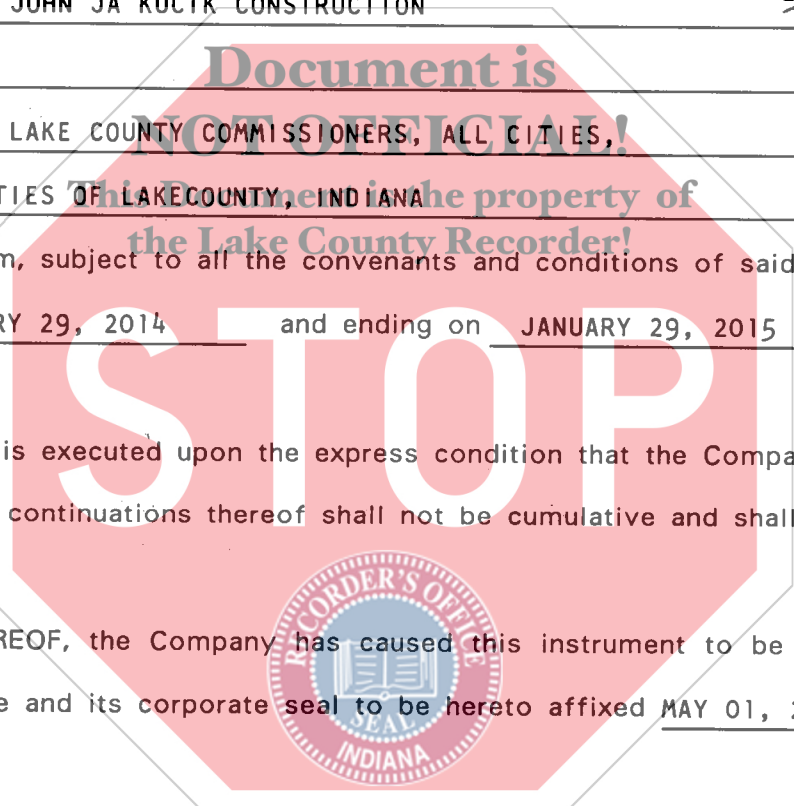 JOHN JA KUCIK CONSTRUCTION
Document is
LAKE COUNTY COMMISSIONERS, ALL CITIES,
NOT OFFICIAL!
TIES OF LAKECOUNTY, INDIANA
This Document is the property of
the Lake County Recorder!
m, subject to all the convenants and conditions of said
RY 29, 2014 and ending on JANUARY 29, 2015
STOP
is executed upon the express condition that the Compa
continuations thereof shall not be cumulative and shall
RECORDER'S OFFICE
REOF, the Company has caused this instrument to be
e and its corporate seal to be hereto affixed MAY 01,
SEAL
INDIANA